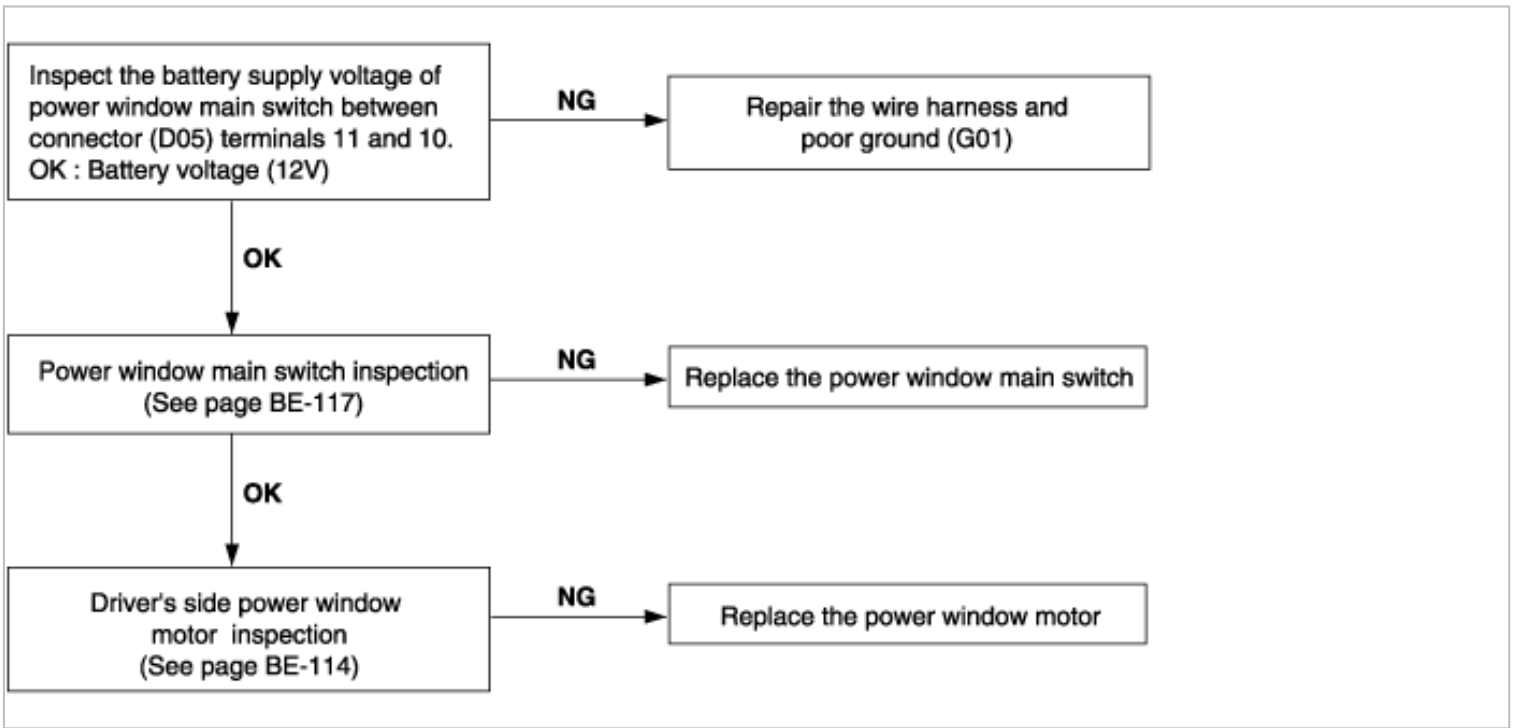 Inspect the battery supply voltage of
power window main switch between
connector (D05) terminals 11 and 10.
OK : Battery voltage (12V)
NG
Repair the wire harness and
poor ground (G01)
OK
Power window main switch inspection
(See page BE-117)
NG
Replace the power window main switch
OK
Driver's side power window
motor inspection
(See page BE-114)
NG
Replace the power window motor